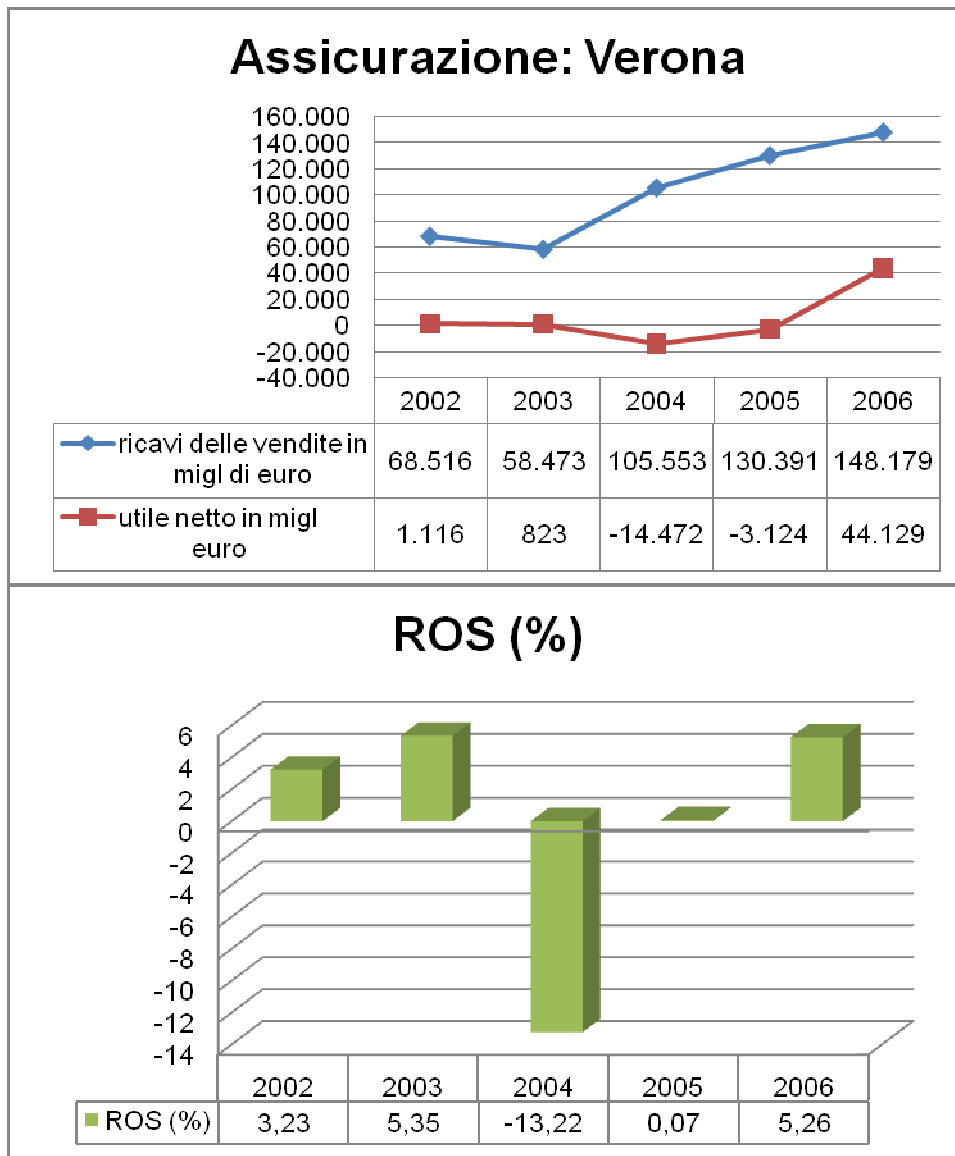 Assicurazione: Verona
160.000
140.000
120.000
100.000
80.000
60.000
40.000
20.000
0
-20.000
-40.000
2002 2003 2004 2005 2006
ricavi delle vendite in
migl di euro
68.516 58.473 105.553 130.391 148.179
utile netto in migl
euro
1.116 823 -14.472 -3.124 44.129
ROS (%)
6
4
2
0
-2
-4
-6
-8
-10
-12
-14
2002 2003 2004 2005 2006
ROS (%) 3,23 5,35 -13,22 0,07 5,26